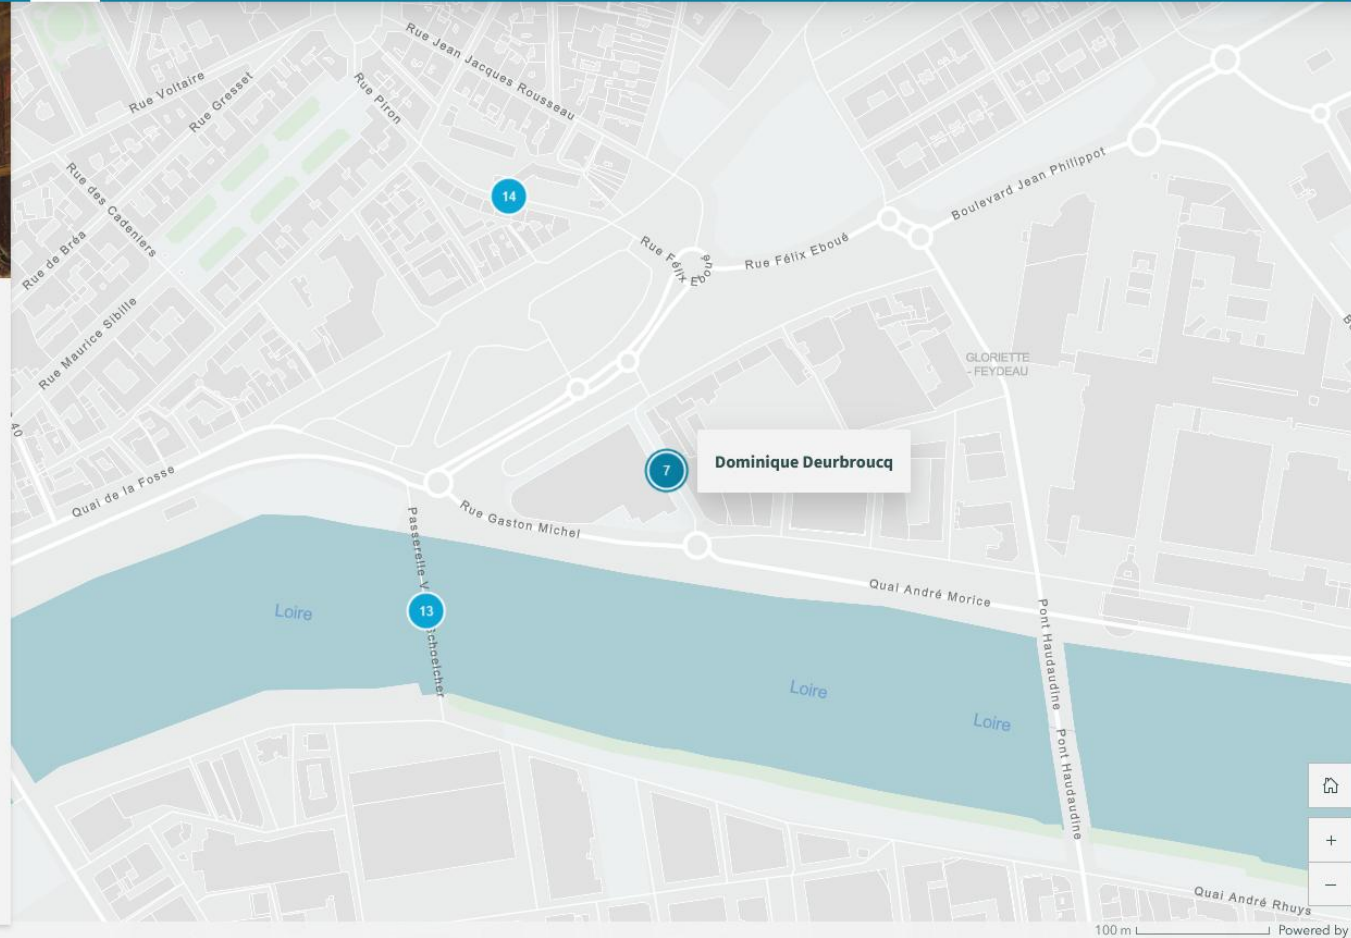 Rue Jean Jacques Rousseau
Rue Voltaire
Rue Gresset
Rue Piron
Rue des Cadeniers
14
Boulevard Jean Philippot
Rue de Bréa
Rue Félix Eboué
Rue Félix Eboué
Rue Maurice Sibille
GLORIETTE
- FEYDEAU
40
7
Dominique Deurbroucq
Quai de la Fosse
Rue Gaston Michel
Passerelle V
13
choelcher
Quai André Morice
Loire
Loire
Loire
Pont Haudaudine
Pont Haudaudine
+
−
Quai André Rhuys
100 m
Powered by